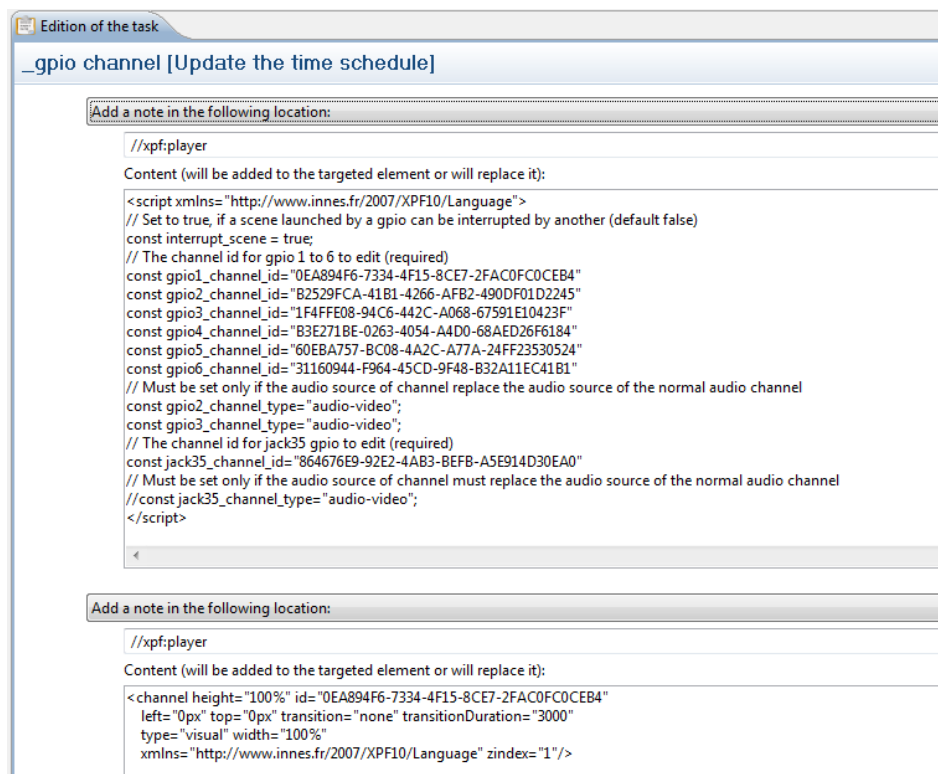 Edition of the task
_gpio channel [Update the time schedule]
Add a note in the following location:
//xpf:player
Content (will be added to the targeted element or will replace it):
<script xmlns="http://www.innes.fr/2007/XPF10/Language">
// Set to true, if a scene launched by a gpio can be interrupted by another (default false)
const interrupt_scene = true;
// The channel id for gpio 1 to 6 to edit (required)
const gpio1_channel_id="0EA894F6-7334-4F15-8CE7-2FAC0FC0CEB4"
const gpio2_channel_id="B2529FCA-41B1-4266-AFB2-490DF01D2245"
const gpio3_channel_id="1F4FFE08-94C6-442C-A068-67591E10423F"
const gpio4_channel_id="B3E271BE-0263-4054-A4D0-68AED26F6184"
const gpio5_channel_id="60EBA757-BC08-4A2C-A77A-24FF23530524"
const gpio6_channel_id="31160944-F964-45CD-9F48-B32A11EC41B1"
// Must be set only if the audio source of channel replace the audio source of the normal audio channel
const gpio2_channel_type="audio-video";
const gpio3_channel_type="audio-video";
// The channel id for jack35 gpio to edit (required)
const jack35_channel_id="864676E9-92E2-4AB3-BEFB-A5E914D30EA0"
// Must be set only if the audio source of channel must replace the audio source of the normal audio channel
//const jack35_channel_type="audio-video";
</script>
Add a note in the following location:
//xpf:player
Content (will be added to the targeted element or will replace it):
<channel height="100%" id="0EA894F6-7334-4F15-8CE7-2FAC0FC0CEB4"
left="0px" top="0px" transition="none" transitionDuration="3000"
type="visual" width="100%"
xmlns="http://www.innes.fr/2007/XPF10/Language" zindex="1"/>